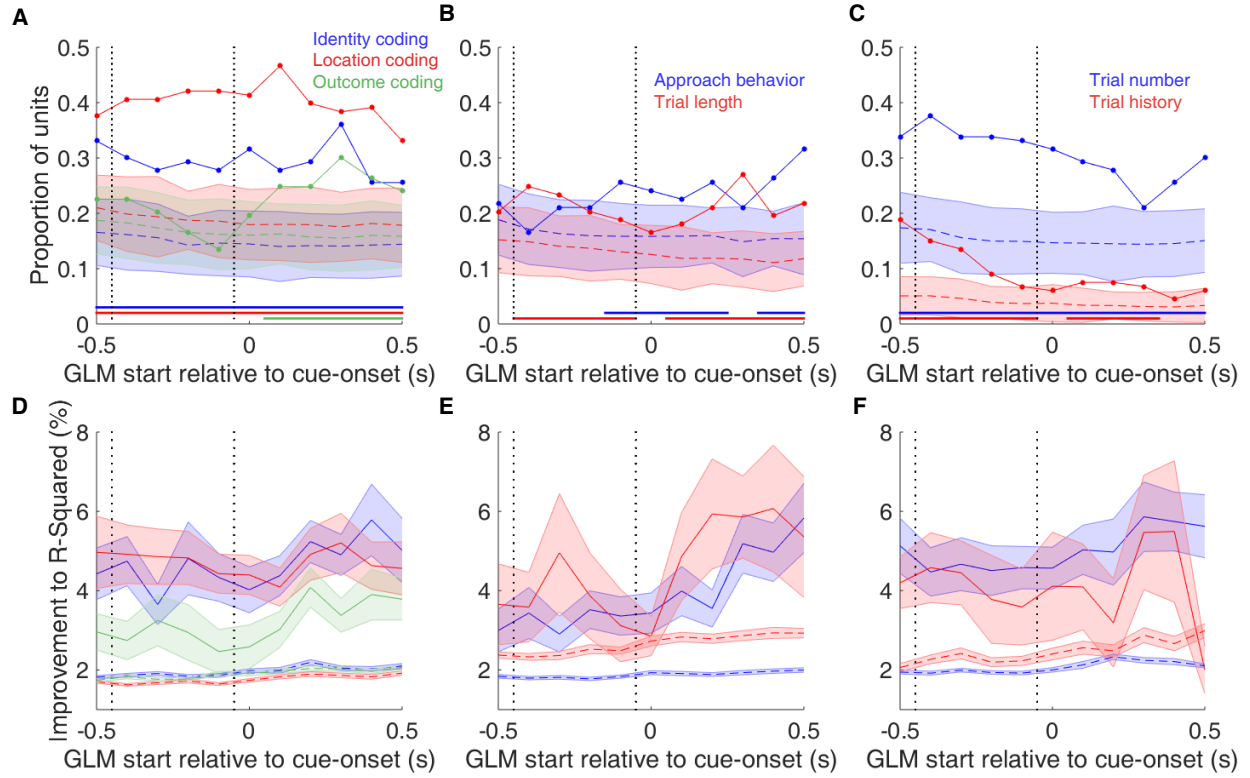 A
B
C
Proportion of units
0.5
0.4
0.3
0.2
0.1
0
Identity coding
Location coding
Outcome coding
-0.5
0
0.5
GLM start relative to cue-onset (s)
0.5
0.4
0.3
0.2
0.1
0
Approach behavior
Trial length
-0.5
0
0.5
GLM start relative to cue-onset (s)
0.5
0.4
0.3
0.2
0.1
0
Trial number
Trial history
-0.5
0
0.5
GLM start relative to cue-onset (s)
D
E
F
Improvement to R-Squared (%)
8
6
4
2
-0.5
0
0.5
GLM start relative to cue-onset (s)
8
6
4
2
-0.5
0
0.5
GLM start relative to cue-onset (s)
8
6
4
2
-0.5
0
0.5
GLM start relative to cue-onset (s)